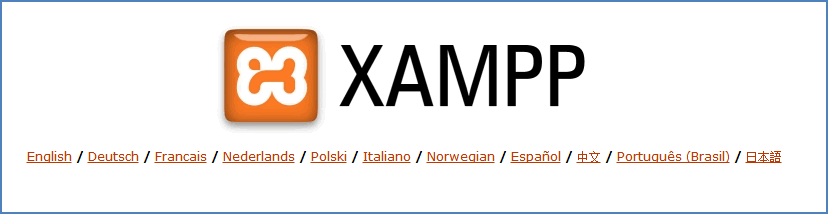 XAMPP
English / Deutsch / Francais / Nederlands / Polski / Italiano / Norwegian / Español / 中文 / Português (Brasil) / 日本語